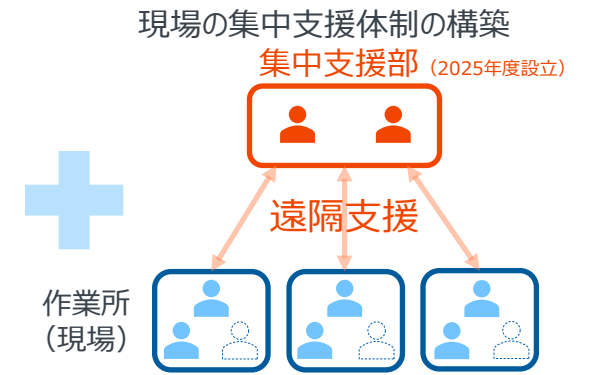 現場の集中支援体制の構築
集中支援部（2025年度設立）
遠隔支援
作業所
（現場）